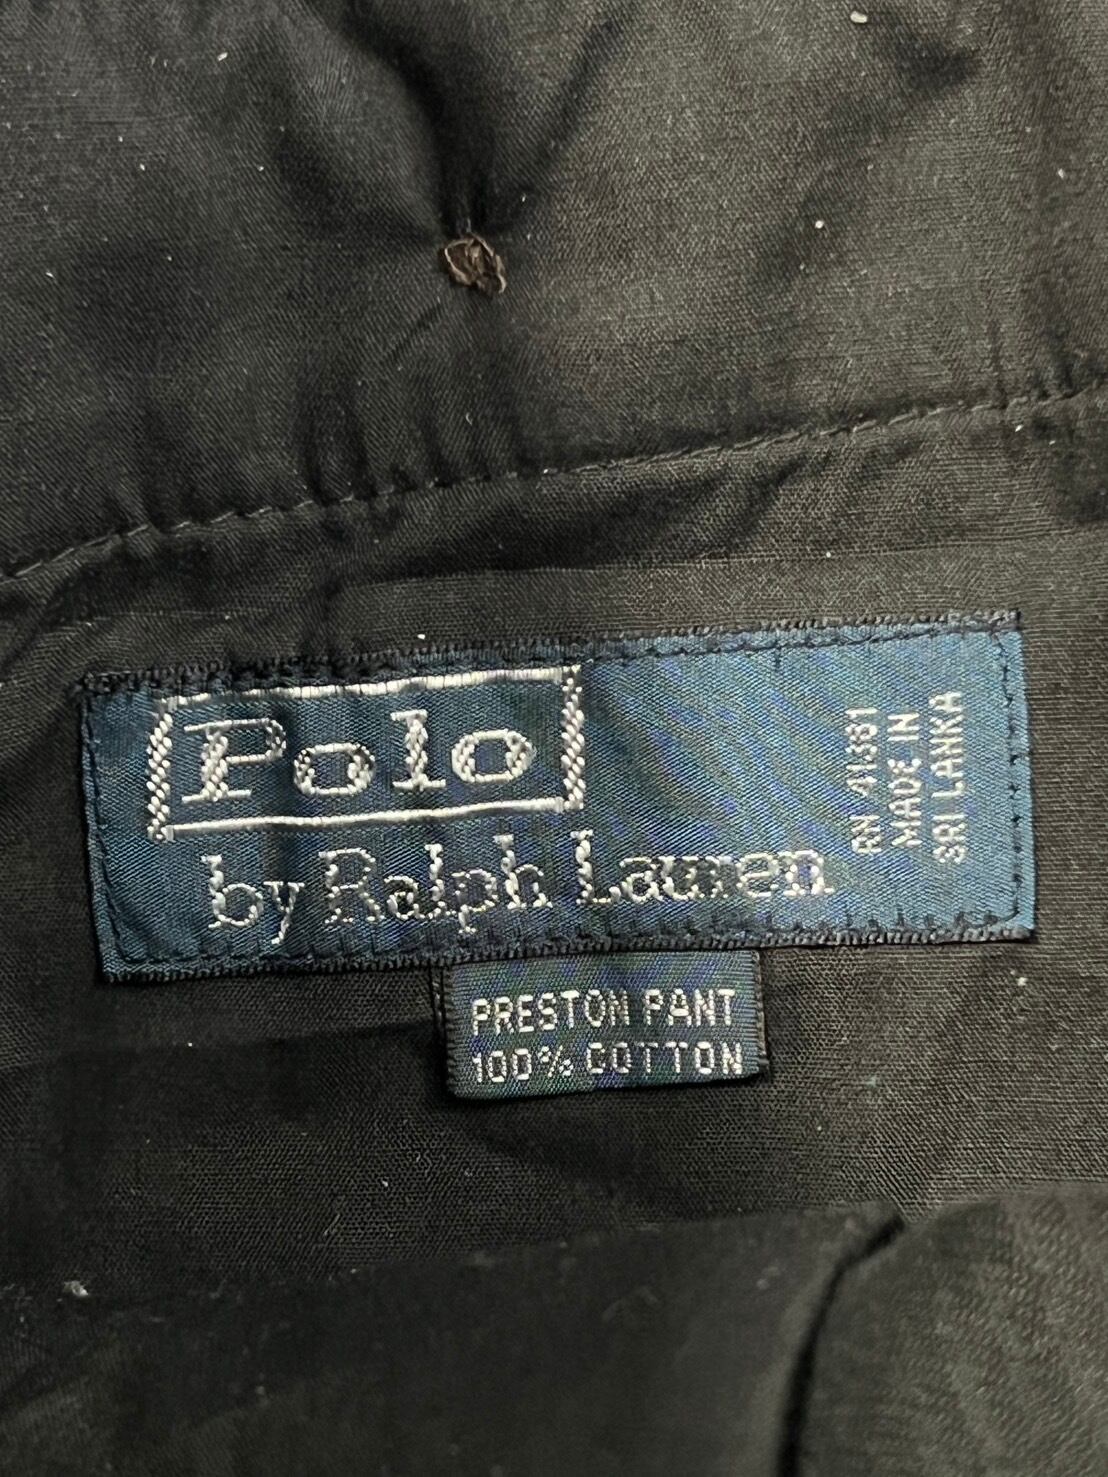 Polo
by Ralph Lauren
RN 41381
MADE IN
SRI LANKA
PRESTON PANT
100% COTTON